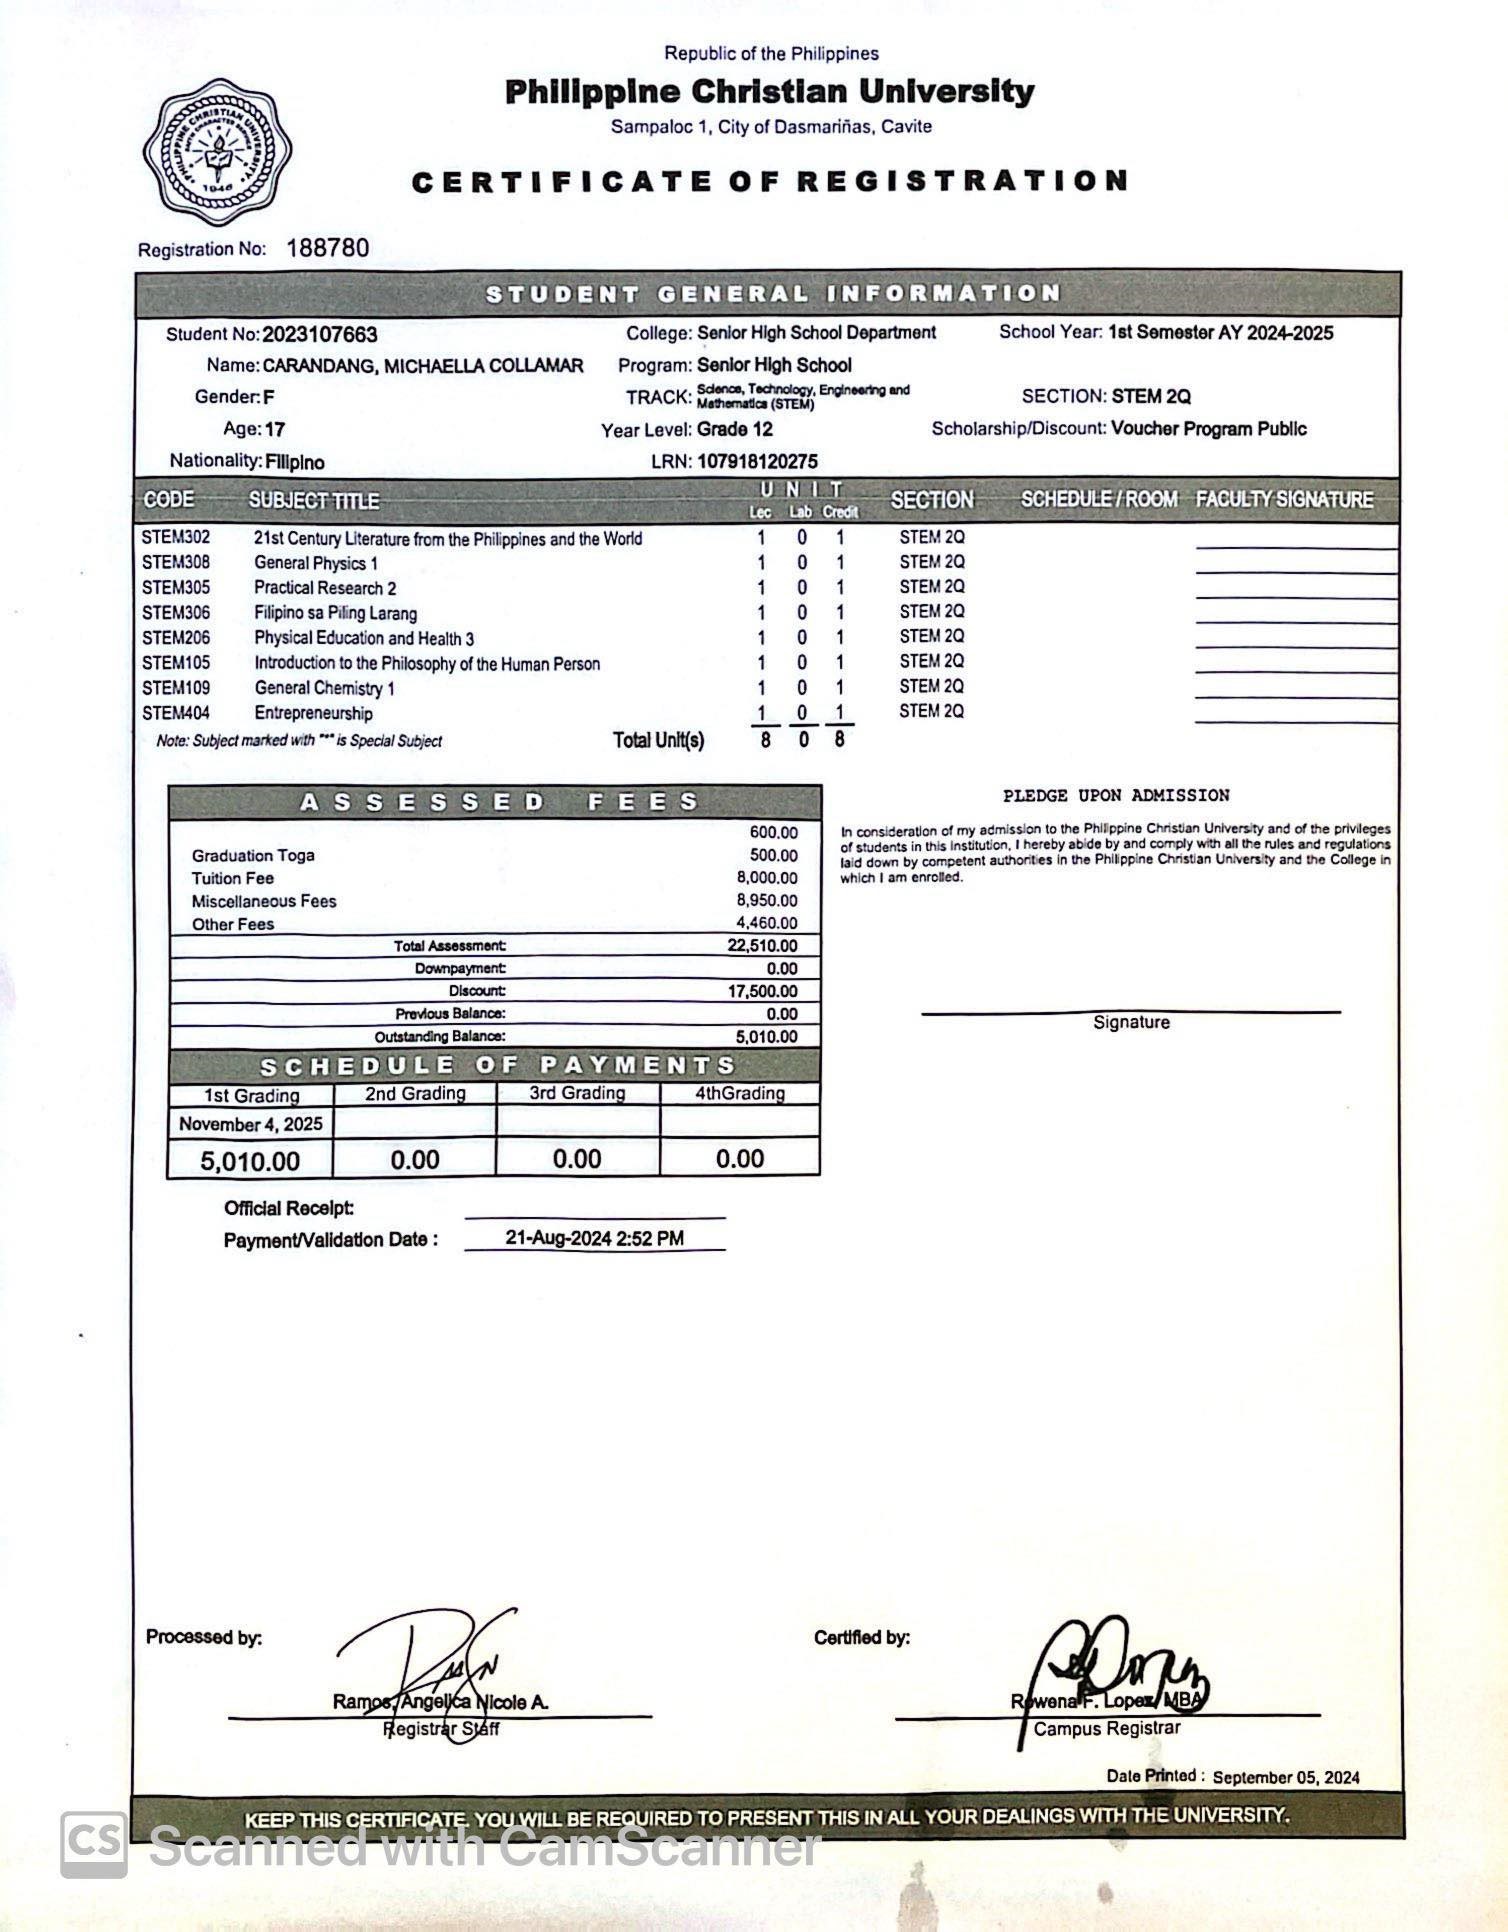 Republic of the Philippines
Philippine Christian University
Sampaloc 1, City of Dasmariñas, Cavite
CERTIFICATE OF REGISTRATION
PHILIPPINE CHRISTIAN UNIVERSITY
1946
Registration No: 188780
STUDENT GENERAL INFORMATION
Student No: 2023107663 College: Senior High School Department School Year: 1st Semester AY 2024-2025
Name: CARANDANG, MICHAELLA COLLAMAR Program: Senior High School
Gender: F TRACK: Science, Technology, Engineering and Mathematics (STEM) SECTION: STEM 2Q
Age: 17 Year Level: Grade 12 Scholarship/Discount: Voucher Program Public
Nationality: Filipino LRN: 107918120275
CODE SUBJECT TITLE UNIT SECTION SCHEDULE / ROOM FACULTY SIGNATURE
Lec Lab Credit
STEM302 21st Century Literature from the Philippines and the World 1 0 1 STEM 2Q
STEM308 General Physics 1 1 0 1 STEM 2Q
STEM305 Practical Research 2 1 0 1 STEM 2Q
STEM306 Filipino sa Piling Larang 1 0 1 STEM 2Q
STEM206 Physical Education and Health 3 1 0 1 STEM 2Q
STEM105 Introduction to the Philosophy of the Human Person 1 0 1 STEM 2Q
STEM109 General Chemistry 1 1 0 1 STEM 2Q
STEM404 Entrepreneurship 1 0 1 STEM 2Q
Note: Subject marked with "*" is Special Subject Total Unit(s) 8 0 8
ASSESSED FEES
600.00
Graduation Toga 500.00
Tuition Fee 8,000.00
Miscellaneous Fees 8,950.00
Other Fees 4,460.00
Total Assessment: 22,510.00
Downpayment: 0.00
Discount: 17,500.00
Previous Balance: 0.00
Outstanding Balance: 5,010.00
SCHEDULE OF PAYMENTS
1st Grading 2nd Grading 3rd Grading 4thGrading
November 4, 2025
5,010.00 0.00 0.00 0.00
Official Receipt:
Payment/Validation Date : 21-Aug-2024 2:52 PM
PLEDGE UPON ADMISSION
In consideration of my admission to the Philippine Christian University and of the privileges
of students in this Institution, I hereby abide by and comply with all the rules and regulations
laid down by competent authorities in the Philippine Christian University and the College in
which I am enrolled.
Signature
Processed by:
Ramos, Angelica Nicole A.
Registrar Staff
Certified by:
Rowena F. Lopez, MBA
Campus Registrar
Date Printed : September 05, 2024
KEEP THIS CERTIFICATE. YOU WILL BE REQUIRED TO PRESENT THIS IN ALL YOUR DEALINGS WITH THE UNIVERSITY.
CS Scanned with CamScanner